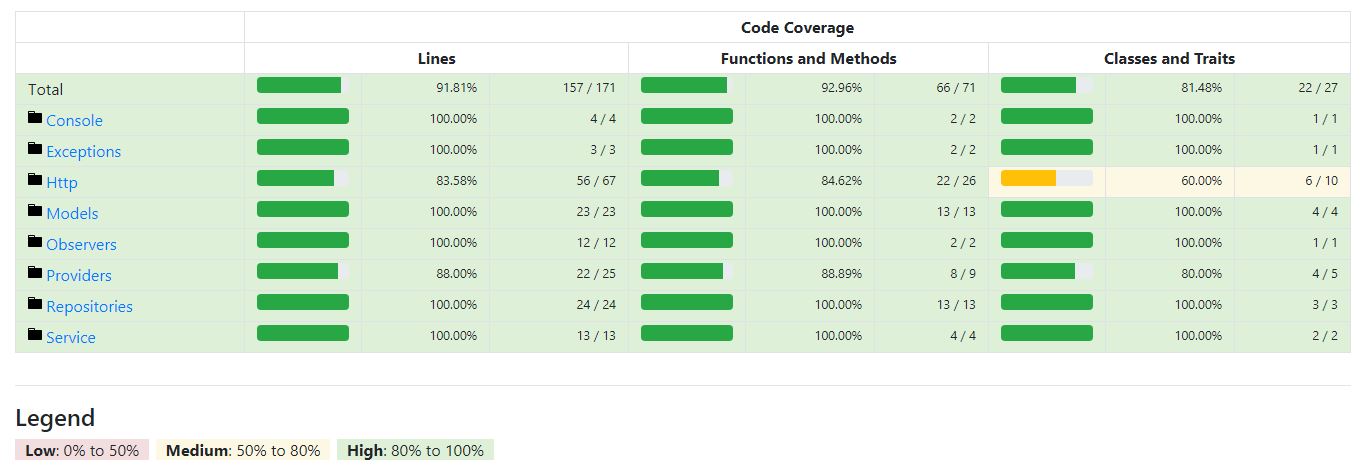 Code Coverage
Lines Functions and Methods Classes and Traits
Total 91.81% 157 / 171 92.96% 66 / 71 81.48% 22 / 27
Console 100.00% 4 / 4 100.00% 2 / 2 100.00% 1 / 1
Exceptions 100.00% 3 / 3 100.00% 2 / 2 100.00% 1 / 1
Http 83.58% 56 / 67 84.62% 22 / 26 60.00% 6 / 10
Models 100.00% 23 / 23 100.00% 13 / 13 100.00% 4 / 4
Observers 100.00% 12 / 12 100.00% 2 / 2 100.00% 1 / 1
Providers 88.00% 22 / 25 88.89% 8 / 9 80.00% 4 / 5
Repositories 100.00% 24 / 24 100.00% 13 / 13 100.00% 3 / 3
Service 100.00% 13 / 13 100.00% 4 / 4 100.00% 2 / 2
Legend
Low: 0% to 50% Medium: 50% to 80% High: 80% to 100%